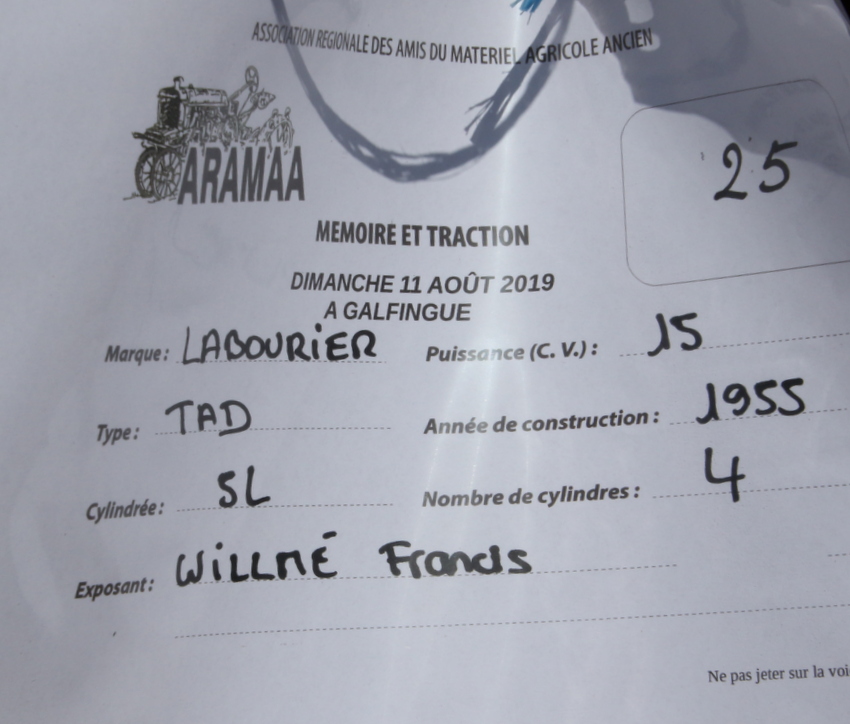 ASSOCIATION REGIONALE DES AMIS DU MATERIEL AGRICOLE ANCIEN
ARAMAA
25
MEMOIRE ET TRACTION
DIMANCHE 11 AOÛT 2019
A GALFINGUE
Marque: LABOURIER Puissance (C. V.) : 15
Type: TAD Année de construction : 1955
Cylindrée: 5L Nombre de cylindres : 4
Exposant: WILLMÉ Francis
Ne pas jeter sur la voi